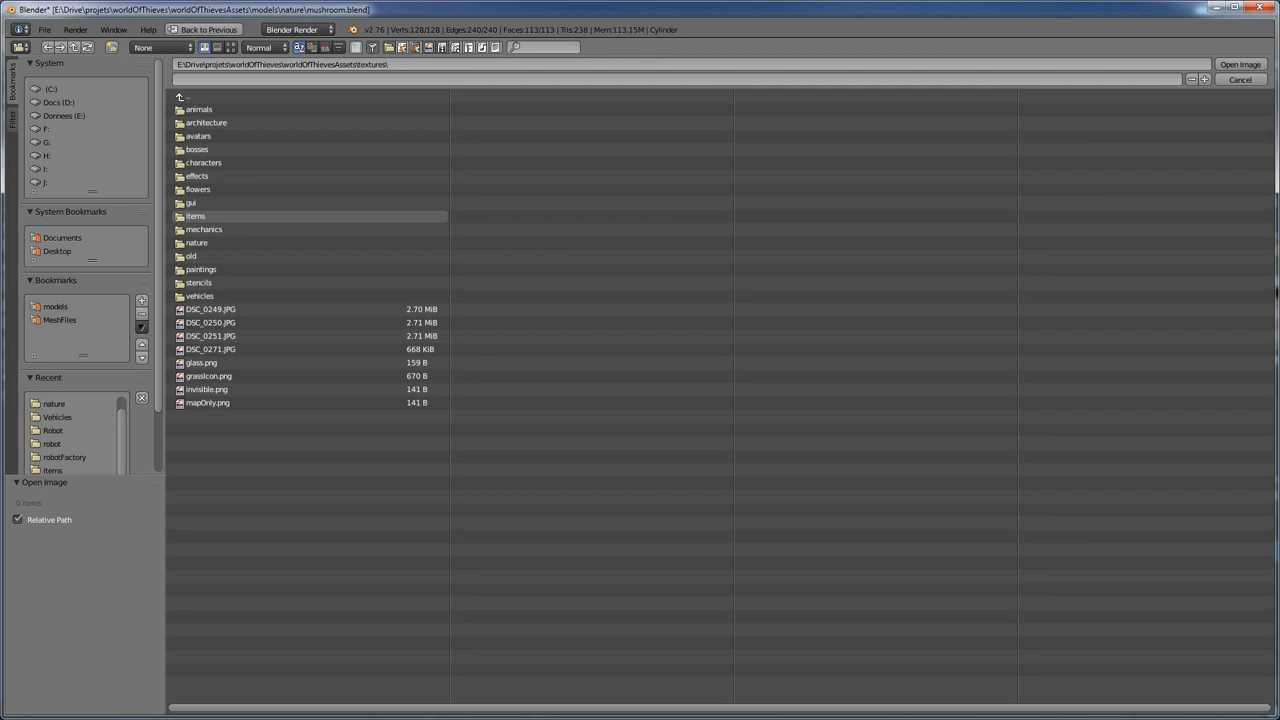 Blender* [E:\Drive\projets\worldOfThieves\worldOfThievesAssets\models\nature\mushroom.blend]
File Render Window Help Back to Previous Blender Render v2.76 | Verts:128/128 | Edges:240/240 | Faces:113/113 | Tris:238 | Mem:113.15M | Cylinder
None Normal
Bookmarks
Filter
System
(C:)
Docs (D:)
Donnees (E:)
F:
G:
H:
I:
J:
System Bookmarks
Documents
Desktop
Bookmarks
models
MeshFiles
Recent
nature
Vehicles
Robot
robot
robotFactory
items
Open Image
0 items
Relative Path
E:\Drive\projets\worldOfThieves\worldOfThievesAssets\textures\
Open Image
Cancel
..
animals
architecture
avatars
bosses
characters
effects
flowers
gui
items
mechanics
nature
old
paintings
stencils
vehicles
DSC_0249.JPG 2.70 MiB
DSC_0250.JPG 2.71 MiB
DSC_0251.JPG 2.71 MiB
DSC_0271.JPG 668 KiB
glass.png 159 B
grassIcon.png 670 B
invisible.png 141 B
mapOnly.png 141 B